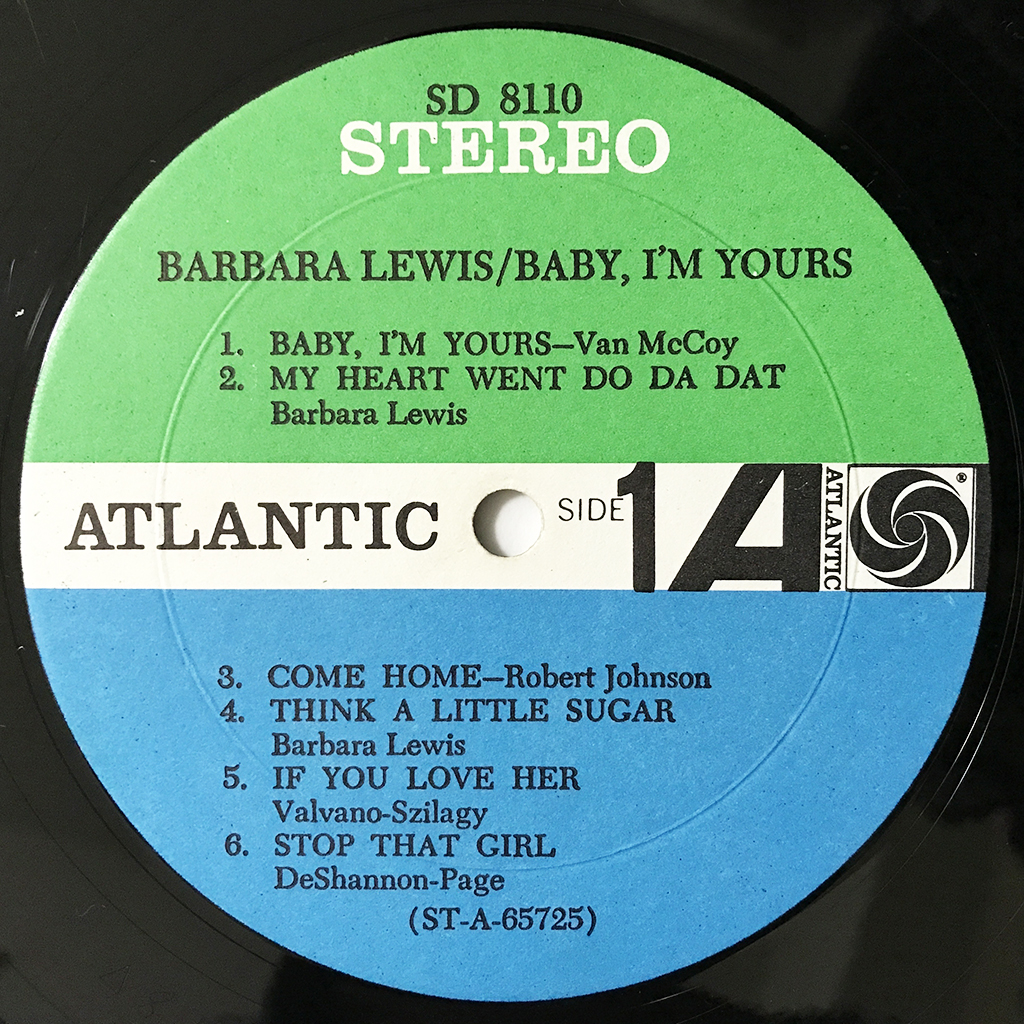 SD 8110
STEREO
BARBARA LEWIS/BABY, I'M YOURS
1. BABY, I'M YOURS—Van McCoy
2. MY HEART WENT DO DA DAT
Barbara Lewis
ATLANTIC SIDE 1 A ATLANTIC ®
3. COME HOME—Robert Johnson
4. THINK A LITTLE SUGAR
Barbara Lewis
5. IF YOU LOVE HER
Valvano-Szilagy
6. STOP THAT GIRL
DeShannon-Page
(ST-A-65725)